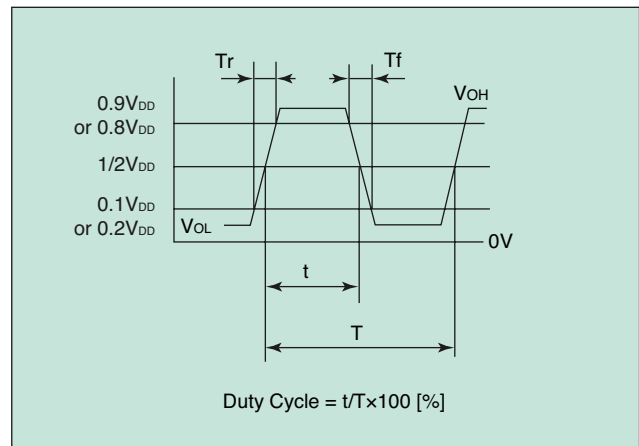 Tr
Tf
0.9VDD
or 0.8VDD
VOH
1/2VDD
0.1VDD
or 0.2VDD
VOL
0V
t
T
Duty Cycle = t/T×100 [%]